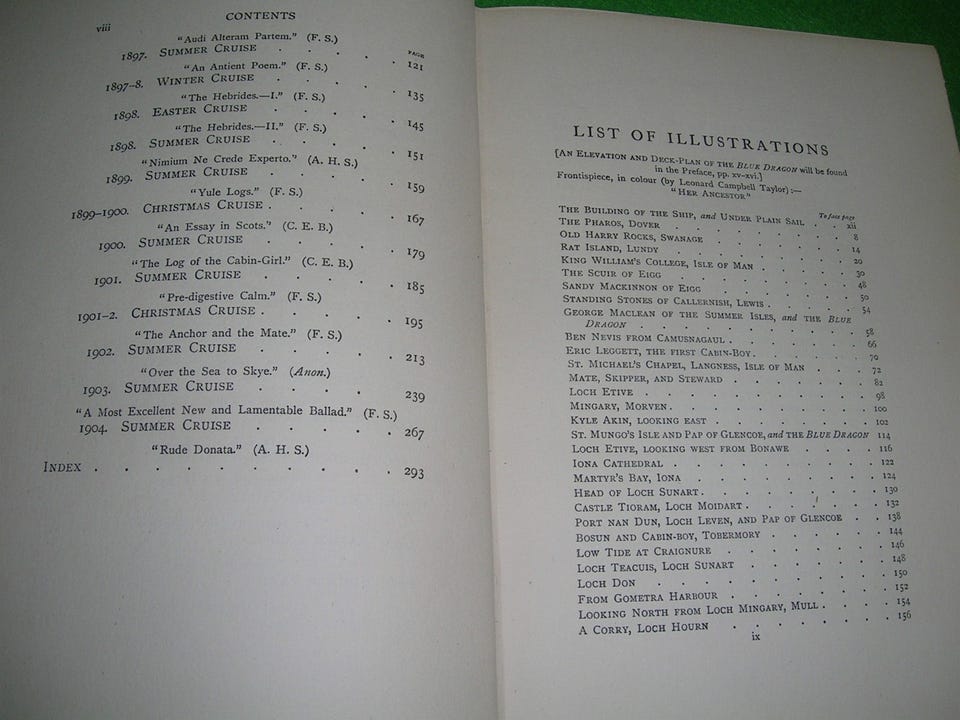 viii
CONTENTS
"Audi Alteram Partem." (F. S.)
PAGE
1897. SUMMER CRUISE . . . . 121
"An Antient Poem." (F. S.)
1897-8. WINTER CRUISE . . . . 135
"The Hebrides.—I." (F. S.)
1898. EASTER CRUISE . . . . 145
"The Hebrides.—II." (F. S.)
1898. SUMMER CRUISE . . . . 151
"Nimium Ne Crede Experto." (A. H. S.)
1899. SUMMER CRUISE . . . . 159
"Yule Logs." (F. S.)
1899-1900. CHRISTMAS CRUISE . . . . 167
"An Essay in Scots." (C. E. B.)
1900. SUMMER CRUISE . . . . 179
"The Log of the Cabin-Girl." (C. E. B.)
1901. SUMMER CRUISE . . . . 185
"Pre-digestive Calm." (F. S.)
1901-2. CHRISTMAS CRUISE . . . . 195
"The Anchor and the Mate." (F. S.)
1902. SUMMER CRUISE . . . . 213
"Over the Sea to Skye." (Anon.)
1903. SUMMER CRUISE . . . . 239
"A Most Excellent New and Lamentable Ballad." (F. S.)
1904. SUMMER CRUISE . . . . 267
"Rude Donata." (A. H. S.)
INDEX . . . . . . . . . 293
LIST OF ILLUSTRATIONS
[AN ELEVATION AND DECK-PLAN OF THE BLUE DRAGON will be found
in the Preface, pp. xv-xvi.]
Frontispiece, in colour (by Leonard Campbell Taylor):—
"HER ANCESTOR"
To face page
THE BUILDING OF THE SHIP, and UNDER PLAIN SAIL . . xii
THE PHAROS, DOVER . . . . . . . 8
OLD HARRY ROCKS, SWANAGE . . . . . . 14
RAT ISLAND, LUNDY . . . . . . . 20
KING WILLIAM'S COLLEGE, ISLE OF MAN . . . . 30
THE SCUIR OF EIGG . . . . . . . 48
SANDY MACKINNON OF EIGG . . . . . . 50
STANDING STONES OF CALLERNISH, LEWIS . . . . 54
GEORGE MACLEAN OF THE SUMMER ISLES, and THE BLUE
DRAGON . . . . . . . . 58
BEN NEVIS FROM CAMUSNAGAUL . . . . . 66
ERIC LEGGETT, THE FIRST CABIN-BOY . . . . . 70
ST. MICHAEL'S CHAPEL, LANGNESS, ISLE OF MAN . . . 72
MATE, SKIPPER, AND STEWARD . . . . . . 82
LOCH ETIVE . . . . . . . . 98
MINGARY, MORVEN . . . . . . . 100
KYLE AKIN, LOOKING EAST . . . . . . 102
ST. MUNGO'S ISLE AND PAP OF GLENCOE, and THE BLUE DRAGON 114
LOCH ETIVE, LOOKING WEST FROM BONAWE . . . . 116
IONA CATHEDRAL . . . . . . . 122
MARTYR'S BAY, IONA . . . . . . . 124
HEAD OF LOCH SUNART . . . . . . . 130
CASTLE TIORAM, LOCH MOIDART . . . . . . 132
PORT NAN DUN, LOCH LEVEN, AND PAP OF GLENCOE . . 138
BOSUN AND CABIN-BOY, TOBERMORY . . . . . 144
LOW TIDE AT CRAIGNURE . . . . . . 146
LOCH TEACUIS, LOCH SUNART . . . . . . 148
LOCH DON . . . . . . . . 150
FROM GOMETRA HARBOUR . . . . . . 152
LOOKING NORTH FROM LOCH MINGARY, MULL . . . . 154
A CORRY, LOCH HOURN . . . . . . 156
ix